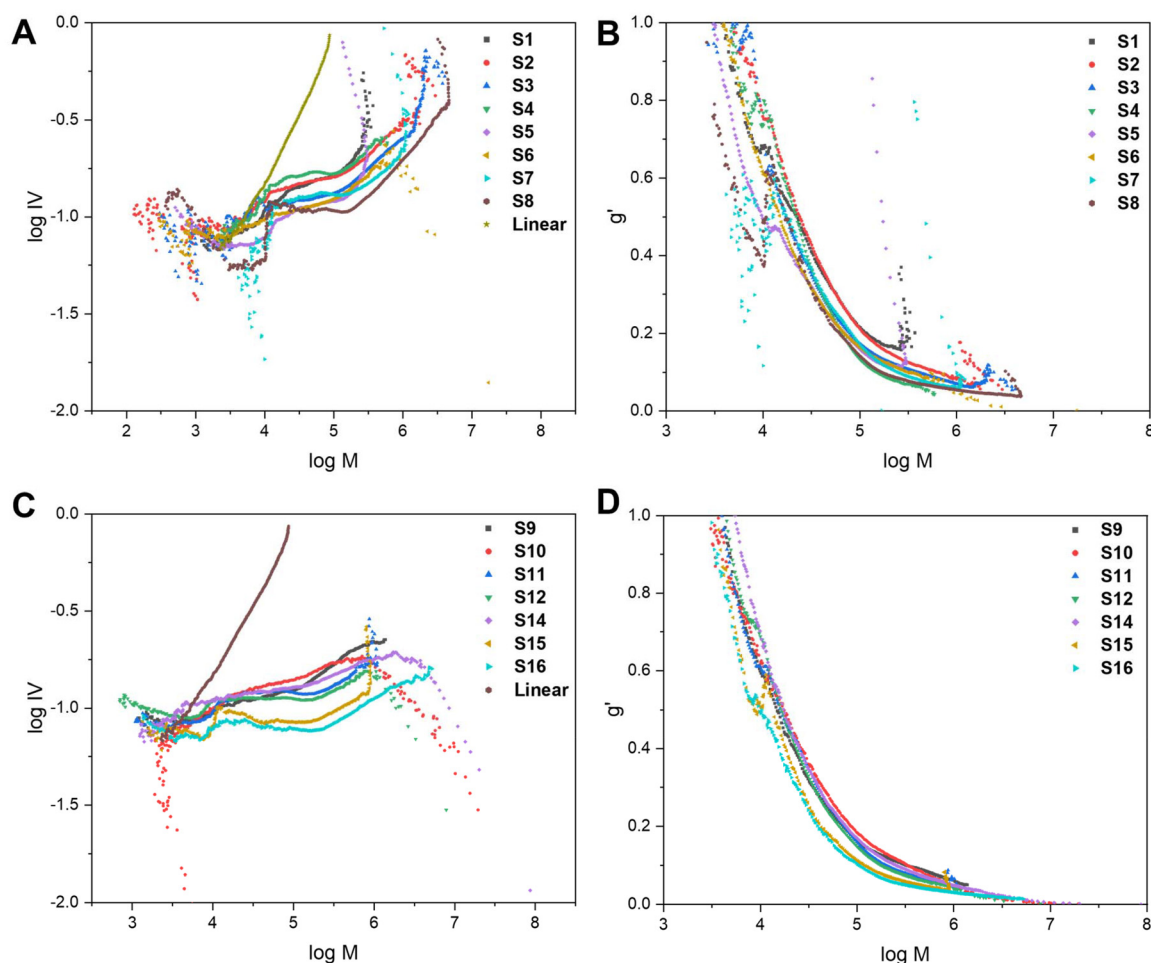 A
0.0
-0.5
-1.0
-1.5
-2.0
log IV
2 3 4 5 6 7 8
log M
S1
S2
S3
S4
S5
S6
S7
S8
Linear
B
1.0
0.8
0.6
0.4
0.2
0.0
g'
3 4 5 6 7 8
log M
S1
S2
S3
S4
S5
S6
S7
S8
C
0.0
-0.5
-1.0
-1.5
-2.0
log IV
3 4 5 6 7 8
log M
S9
S10
S11
S12
S14
S15
S16
Linear
D
1.0
0.8
0.6
0.4
0.2
0.0
g'
3 4 5 6 7 8
log M
S9
S10
S11
S12
S14
S15
S16